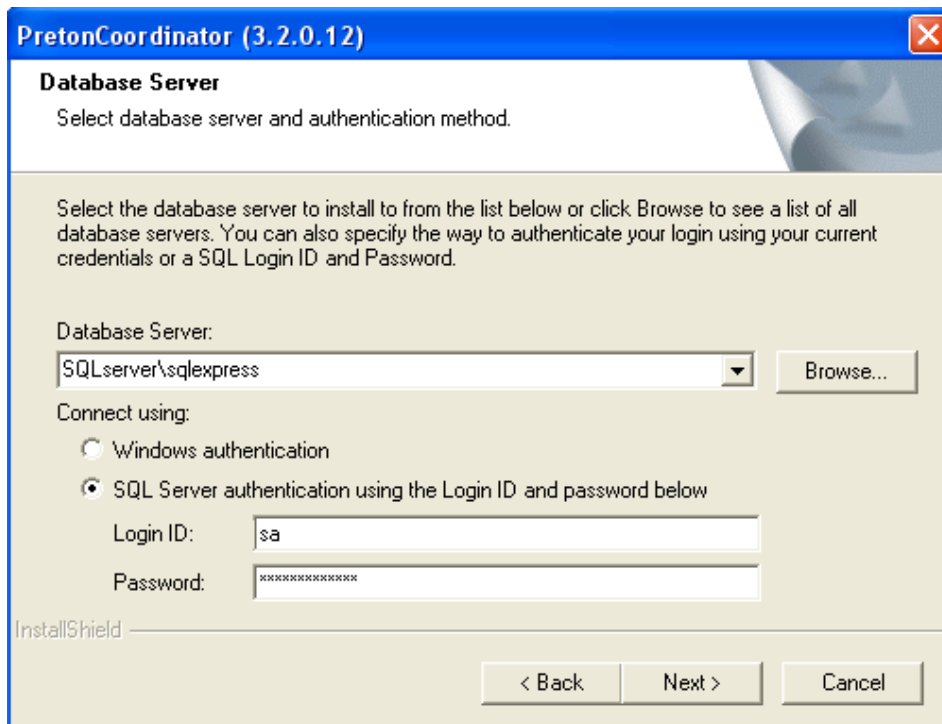 PretonCoordinator (3.2.0.12)
Database Server
Select database server and authentication method.
Select the database server to install to from the list below or click Browse to see a list of all
database servers. You can also specify the way to authenticate your login using your current
credentials or a SQL Login ID and Password.
Database Server:
SQLserver\sqlexpress
Browse...
Connect using:
Windows authentication
SQL Server authentication using the Login ID and password below
Login ID:
sa
Password:
*************
InstallShield
< Back
Next >
Cancel